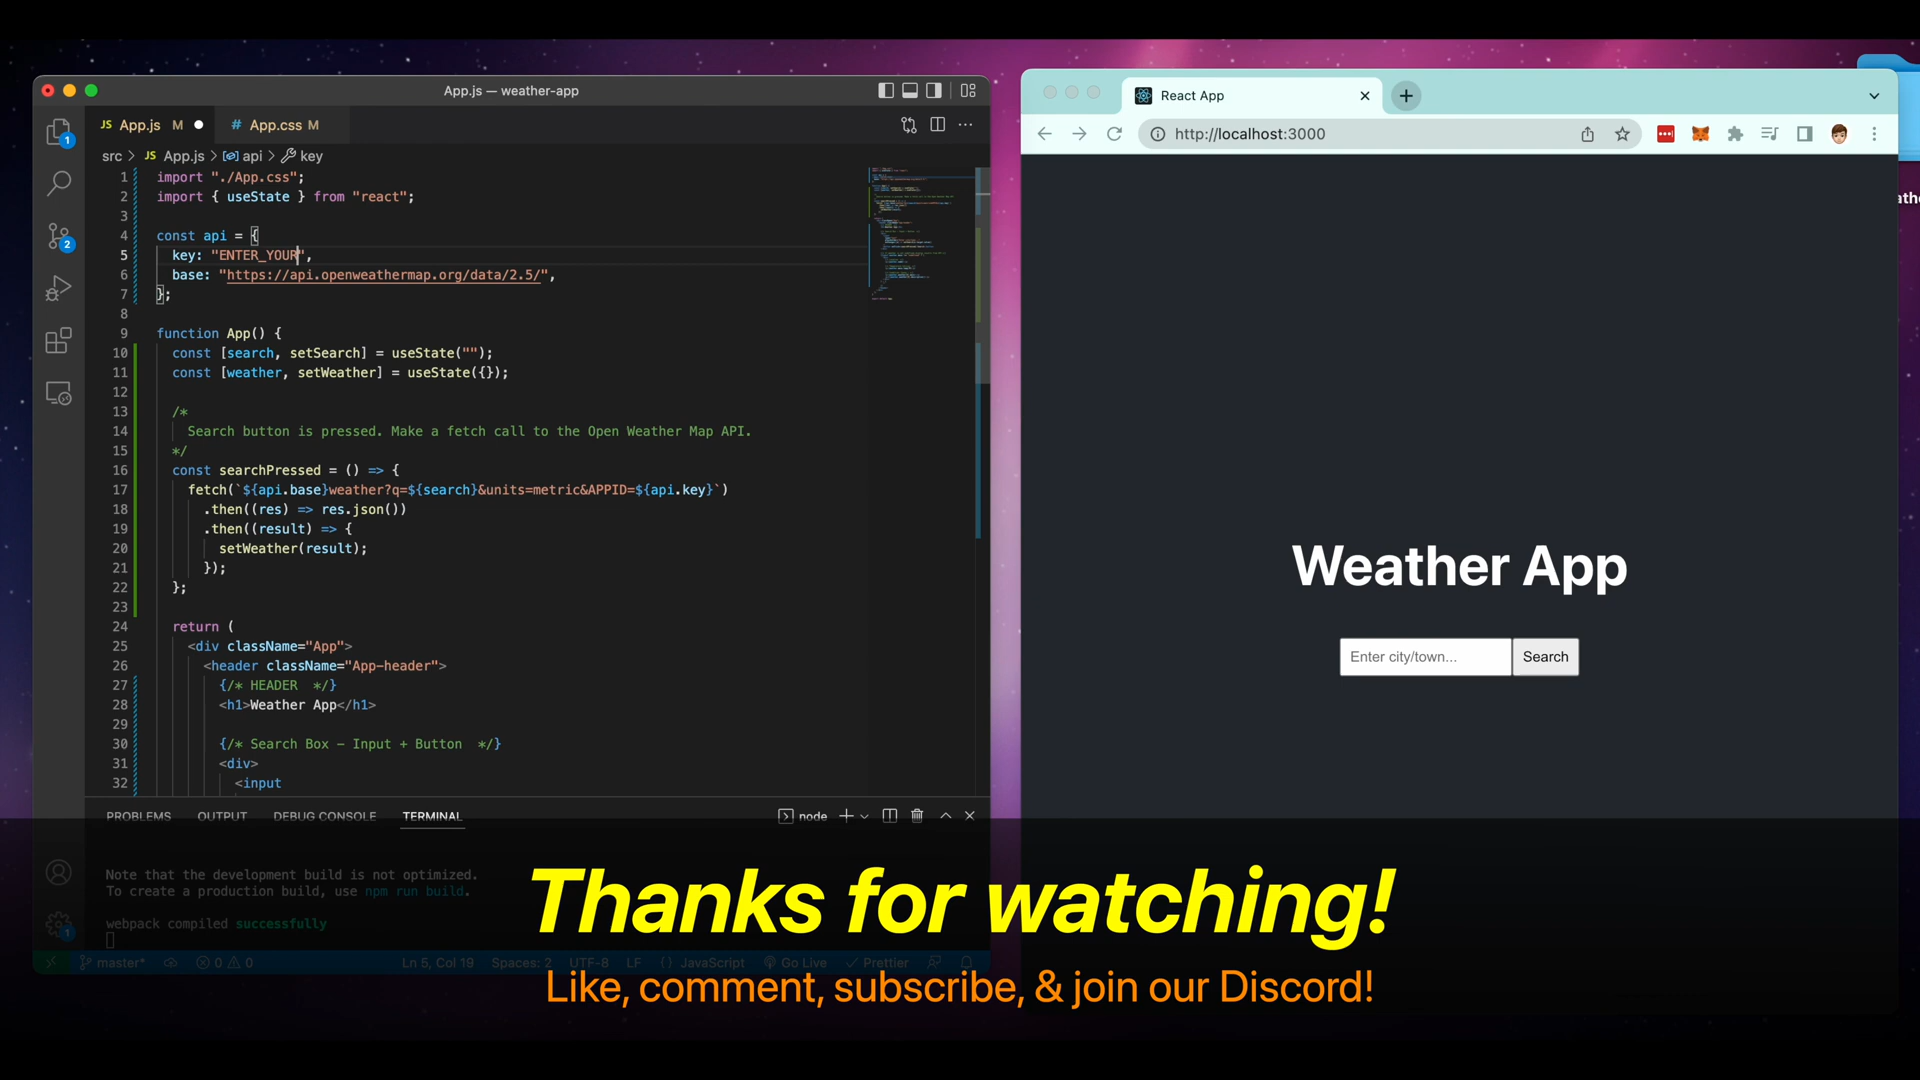 App.js — weather-app
JS App.js M
# App.css M
src > JS App.js > api > key
1 import "./App.css";
2 import { useState } from "react";
3
4 const api = {
5 key: "ENTER_YOUR",
6 base: "https://api.openweathermap.org/data/2.5/",
7 };
8
9 function App() {
10 const [search, setSearch] = useState("");
11 const [weather, setWeather] = useState({});
12
13 /*
14 Search button is pressed. Make a fetch call to the Open Weather Map API.
15 */
16 const searchPressed = () => {
17 fetch(`${api.base}weather?q=${search}&units=metric&APPID=${api.key}`)
18 .then((res) => res.json())
19 .then((result) => {
20 setWeather(result);
21 });
22 };
23
24 return (
25 <div className="App">
26 <header className="App-header">
27 {/* HEADER  */}
28 <h1>Weather App</h1>
29
30 {/* Search Box - Input + Button  */}
31 <div>
32 <input
PROBLEMS OUTPUT DEBUG CONSOLE TERMINAL node
Note that the development build is not optimized.
To create a production build, use npm run build.
webpack compiled successfully
master* 0 0 Ln 5, Col 19 Spaces: 2 UTF-8 LF { } JavaScript Go Live Prettier
1
2
1
React App
http://localhost:3000
Weather App
Enter city/town...
Search
Thanks for watching!
Like, comment, subscribe, & join our Discord!